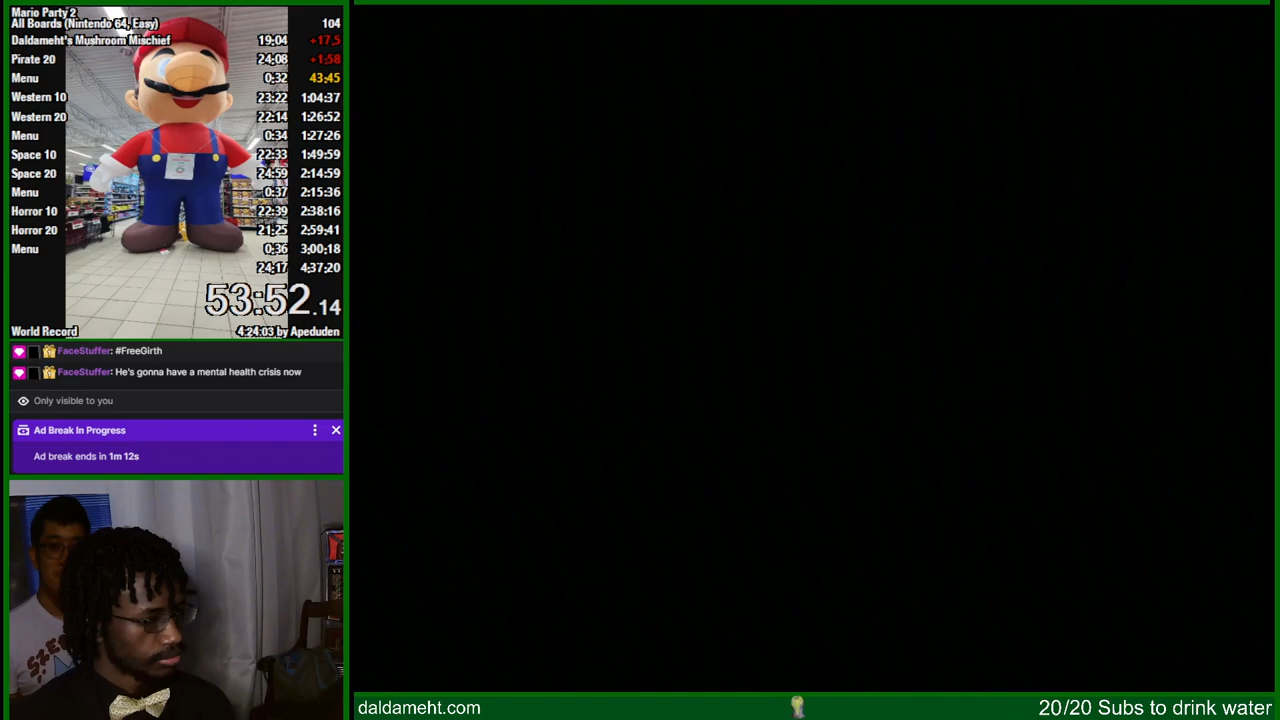 Mario Party 2
All Boards (Nintendo 64, Easy) 104
Daldameht's Mushroom Mischief 19:04 +17.5
Pirate 20 24:08 +1:58
Menu 0:32 43:45
Western 10 23:22 1:04:37
Western 20 22:14 1:26:52
Menu 0:34 1:27:26
Space 10 22:33 1:49:59
Space 20 24:59 2:14:59
Menu 0:37 2:15:36
Horror 10 22:39 2:38:16
Horror 20 21:25 2:59:41
Menu 0:36 3:00:18
24:17 4:37:20
53:52.14
World Record 4:24:03 by Apeduden
FaceStuffer: #FreeGirth
FaceStuffer: He's gonna have a mental health crisis now
Only visible to you
Ad Break In Progress
Ad break ends in 1m 12s
daldameht.com
20/20 Subs to drink water